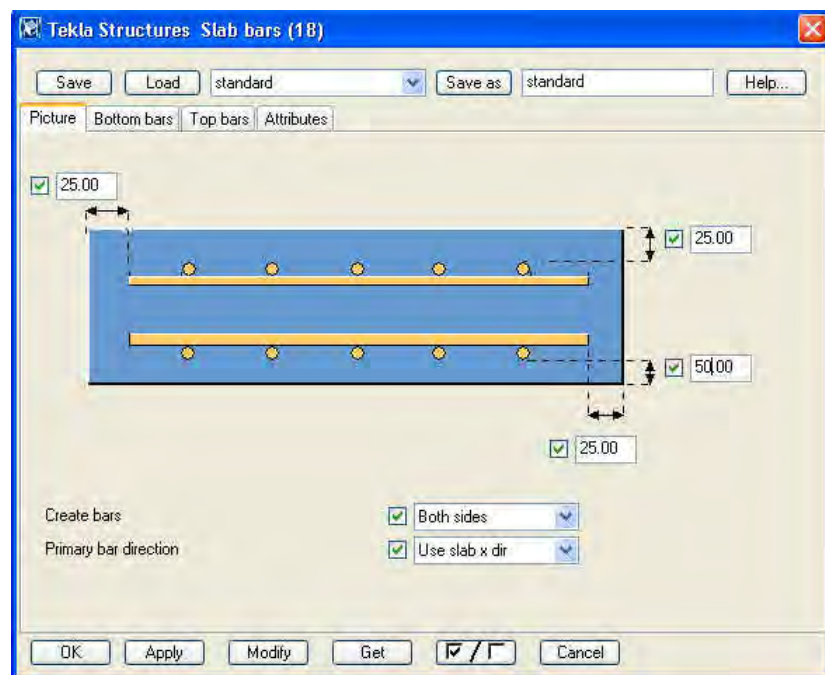 Tekla Structures Slab bars (18)
Save Load standard Save as standard Help...
Picture Bottom bars Top bars Attributes
25.00
25.00
50.00
25.00
Create bars Both sides
Primary bar direction Use slab x dir
OK Apply Modify Get / Cancel